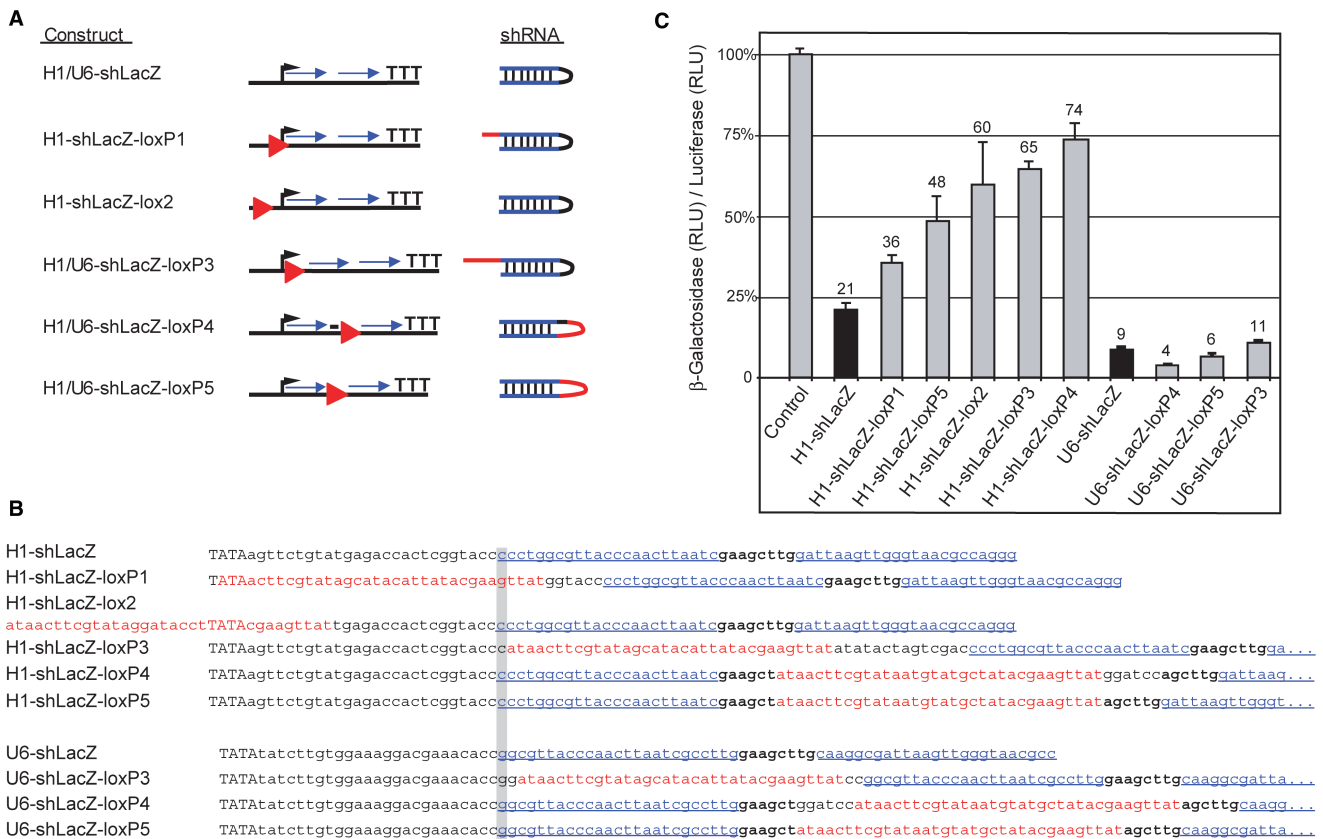 A
Construct shRNA
H1/U6-shLacZ TTT
H1-shLacZ-loxP1 TTT
H1-shLacZ-lox2 TTT
H1/U6-shLacZ-loxP3 TTT
H1/U6-shLacZ-loxP4 TTT
H1/U6-shLacZ-loxP5 TTT
C
β-Galactosidase (RLU) / Luciferase (RLU)
100%
75%
50%
25%
0
21
36
48
60
65
74
9
4
6
11
Control
H1-shLacZ
H1-shLacZ-loxP1
H1-shLacZ-loxP5
H1-shLacZ-lox2
H1-shLacZ-loxP3
H1-shLacZ-loxP4
U6-shLacZ
U6-shLacZ-loxP4
U6-shLacZ-loxP5
U6-shLacZ-loxP3
B
H1-shLacZ TATAagttctgtatgagaccactcggtacccccctggcgttacccaacttaatcgaagcttggattaagttgggtaacgccaggg
H1-shLacZ-loxP1 TATAacttcgtatagcatacattatacgaagttatggtaccccctggcgttacccaacttaatcgaagcttggattaagttgggtaacgccaggg
H1-shLacZ-lox2
ataacttcgtataggatacctTATAcgaagttattgagaccactcggtacccccctggcgttacccaacttaatcgaagcttggattaagttgggtaacgccaggg
H1-shLacZ-loxP3 TATAagttctgtatgagaccactcggtacccataacttcgtatagcatacattatacgaagttatatatactagtcgacccctggcgttacccaacttaatcgaagcttgga...
H1-shLacZ-loxP4 TATAagttctgtatgagaccactcggtacccccctggcgttacccaacttaatcgaagctataacttcgtataatgtatgctatacgaagttatggatccagcttggattaag...
H1-shLacZ-loxP5 TATAagttctgtatgagaccactcggtacccccctggcgttacccaacttaatcgaagctataacttcgtataatgtatgctatacgaagttatagcttggattaagttgggt...
U6-shLacZ TATAtatcttgtggaaaggacgaaacaccggcgttacccaacttaatcgccttggaagcttgcaaggcgattaagttgggtaacgcc
U6-shLacZ-loxP3 TATAtatcttgtggaaaggacgaaacaccggataacttcgtatagcatacattatacgaagttatccggcgttacccaacttaatcgccttggaagcttgcaaggcgatta...
U6-shLacZ-loxP4 TATAtatcttgtggaaaggacgaaacaccggcgttacccaacttaatcgccttggaagctggatccataacttcgtataatgtatgctatacgaagttatagcttgcaagg...
U6-shLacZ-loxP5 TATAtatcttgtggaaaggacgaaacaccggcgttacccaacttaatcgccttggaagctataacttcgtataatgtatgctatacgaagttatagcttgcaaggcgatta...